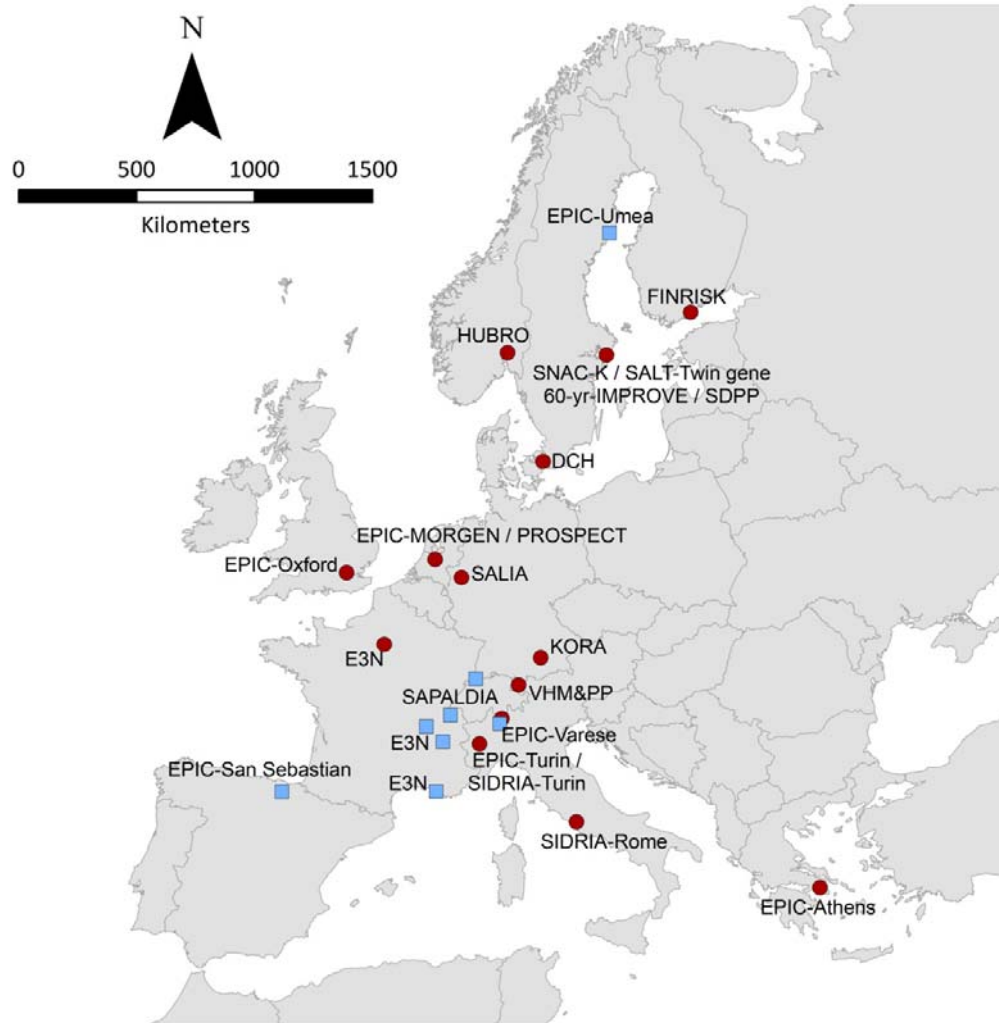 N
0 500 1000 1500
Kilometers
EPIC-Umea
FINRISK
HUBRO
SNAC-K / SALT-Twin gene
60-yr-IMPROVE / SDPP
DCH
EPIC-MORGEN / PROSPECT
EPIC-Oxford
SALIA
E3N
KORA
VHM&PP
SAPALDIA
EPIC-Varese
E3N
EPIC-Turin /
SIDRIA-Turin
EPIC-San Sebastian
E3N
SIDRIA-Rome
EPIC-Athens